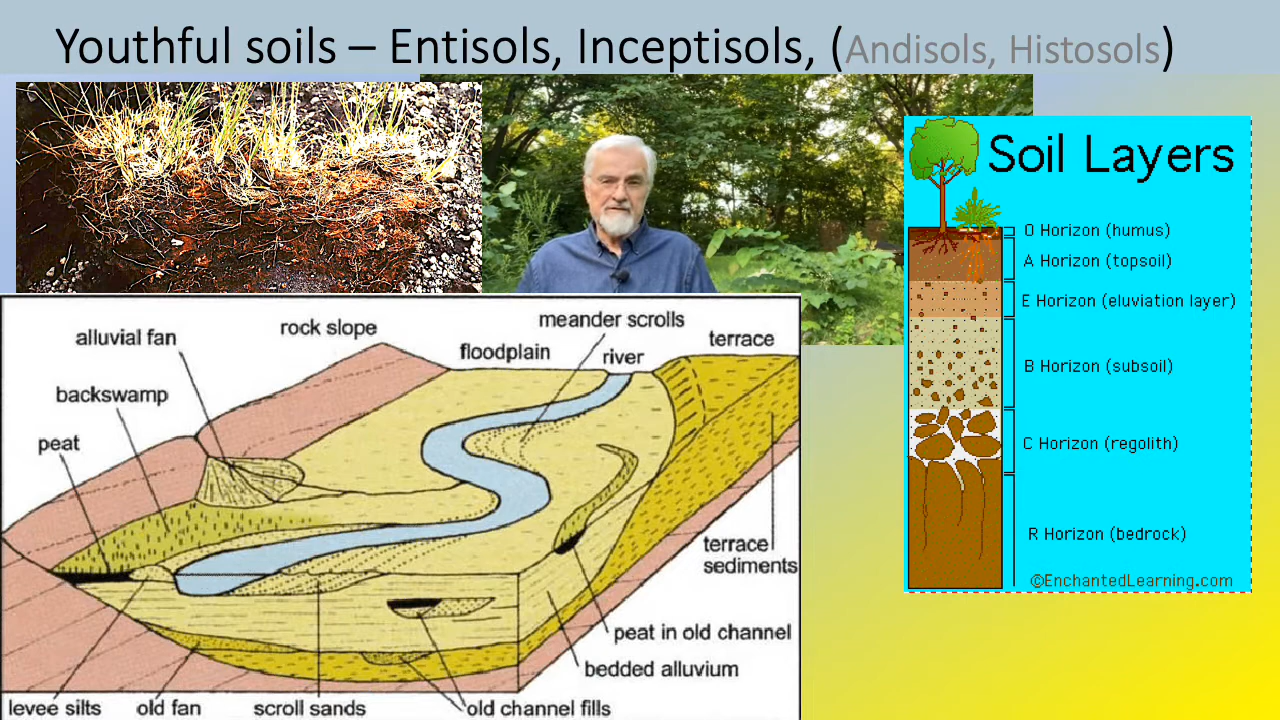 Youthful soils – Entisols, Inceptisols, (Andisols, Histosols)
Soil Layers
O Horizon (humus)
A Horizon (topsoil)
E Horizon (eluviation layer)
B Horizon (subsoil)
C Horizon (regolith)
R Horizon (bedrock)
©EnchantedLearning.com
meander scrolls
rock slope
alluvial fan
terrace
floodplain
river
backswamp
peat
terrace
sediments
peat in old channel
bedded alluvium
levee silts
old fan
scroll sands
old channel fills